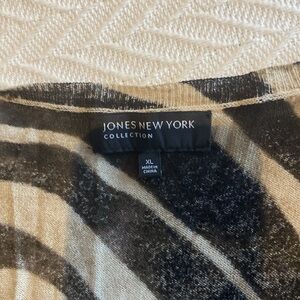 JONES NEW YORK
COLLECTION
XL
MADE IN
CHINA